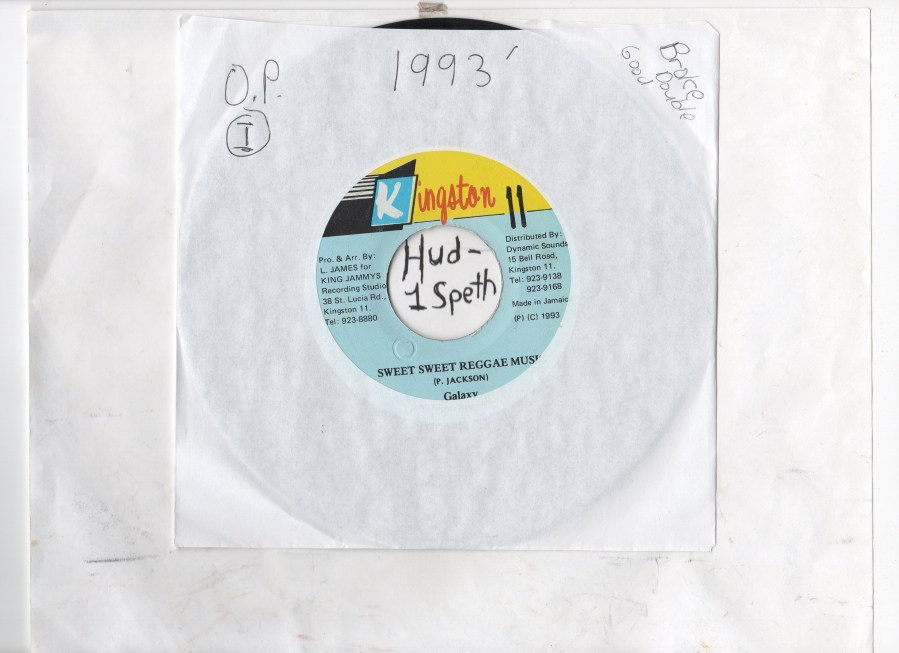 1993'
O.P.
I
Broke
Double
Good
Kingston 11
Pro. & Arr. By:
L. JAMES for
KING JAMMYS
Recording Studio
38 St. Lucia Rd.,
Kingston 11.
Tel: 923-8880
Hud-
1 Speth
Distributed By:
Dynamic Sounds
15 Bell Road,
Kingston 11.
Tel: 923-9138
923-9168
Made in Jamaic
(P) (C) 1993
SWEET SWEET REGGAE MUSI
(P. JACKSON)
Galaxy